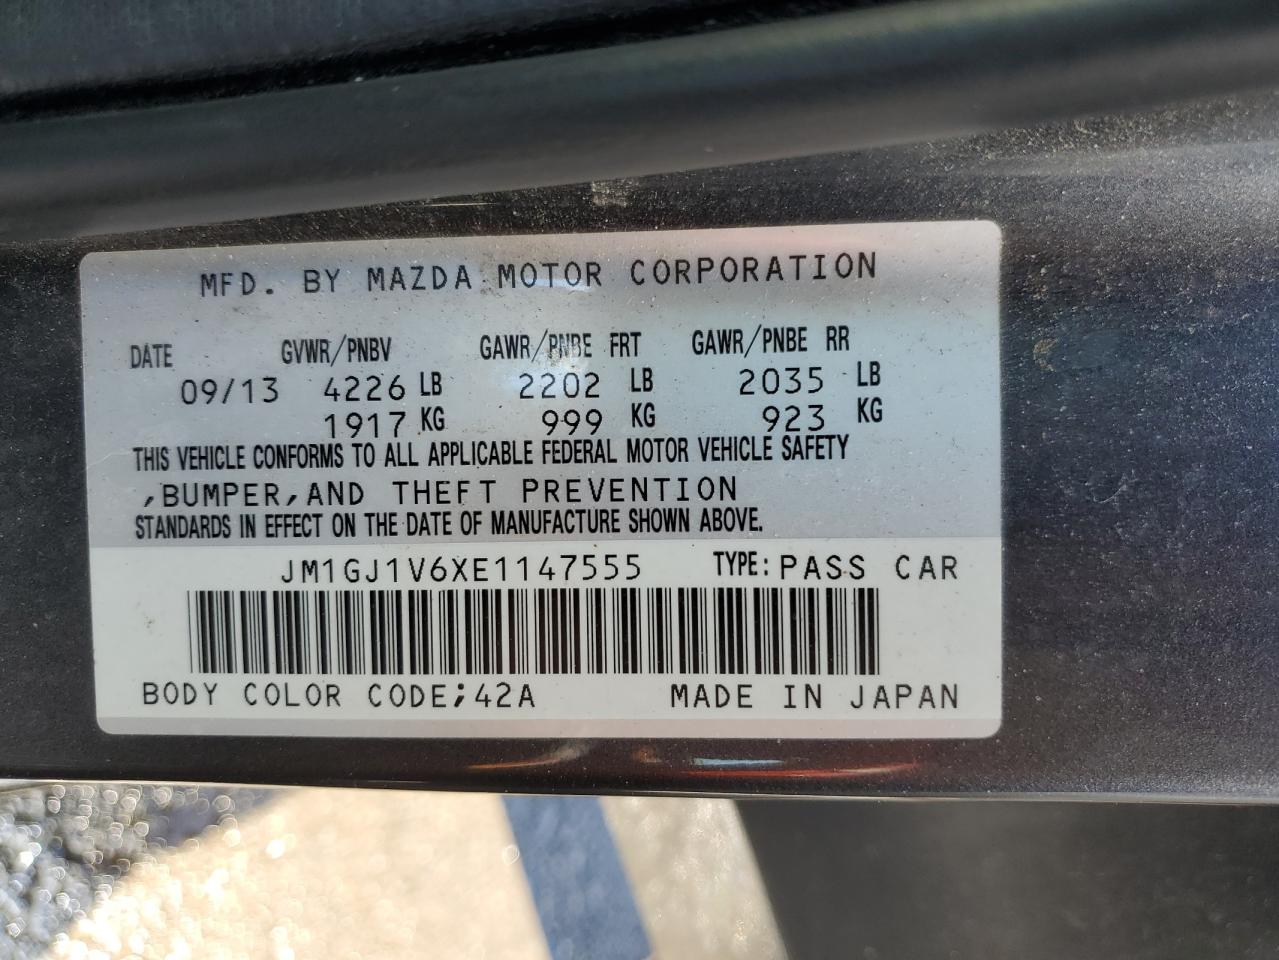 MFD. BY MAZDA MOTOR CORPORATION
DATE GVWR/PNBV GAWR/PNBE FRT GAWR/PNBE RR
09/13 4226 LB 2202 LB 2035 LB
1917 KG 999 KG 923 KG
THIS VEHICLE CONFORMS TO ALL APPLICABLE FEDERAL MOTOR VEHICLE SAFETY
,BUMPER,AND THEFT PREVENTION
STANDARDS IN EFFECT ON THE DATE OF MANUFACTURE SHOWN ABOVE.
JM1GJ1V6XE1147555 TYPE: PASS CAR
BODY COLOR CODE;42A MADE IN JAPAN